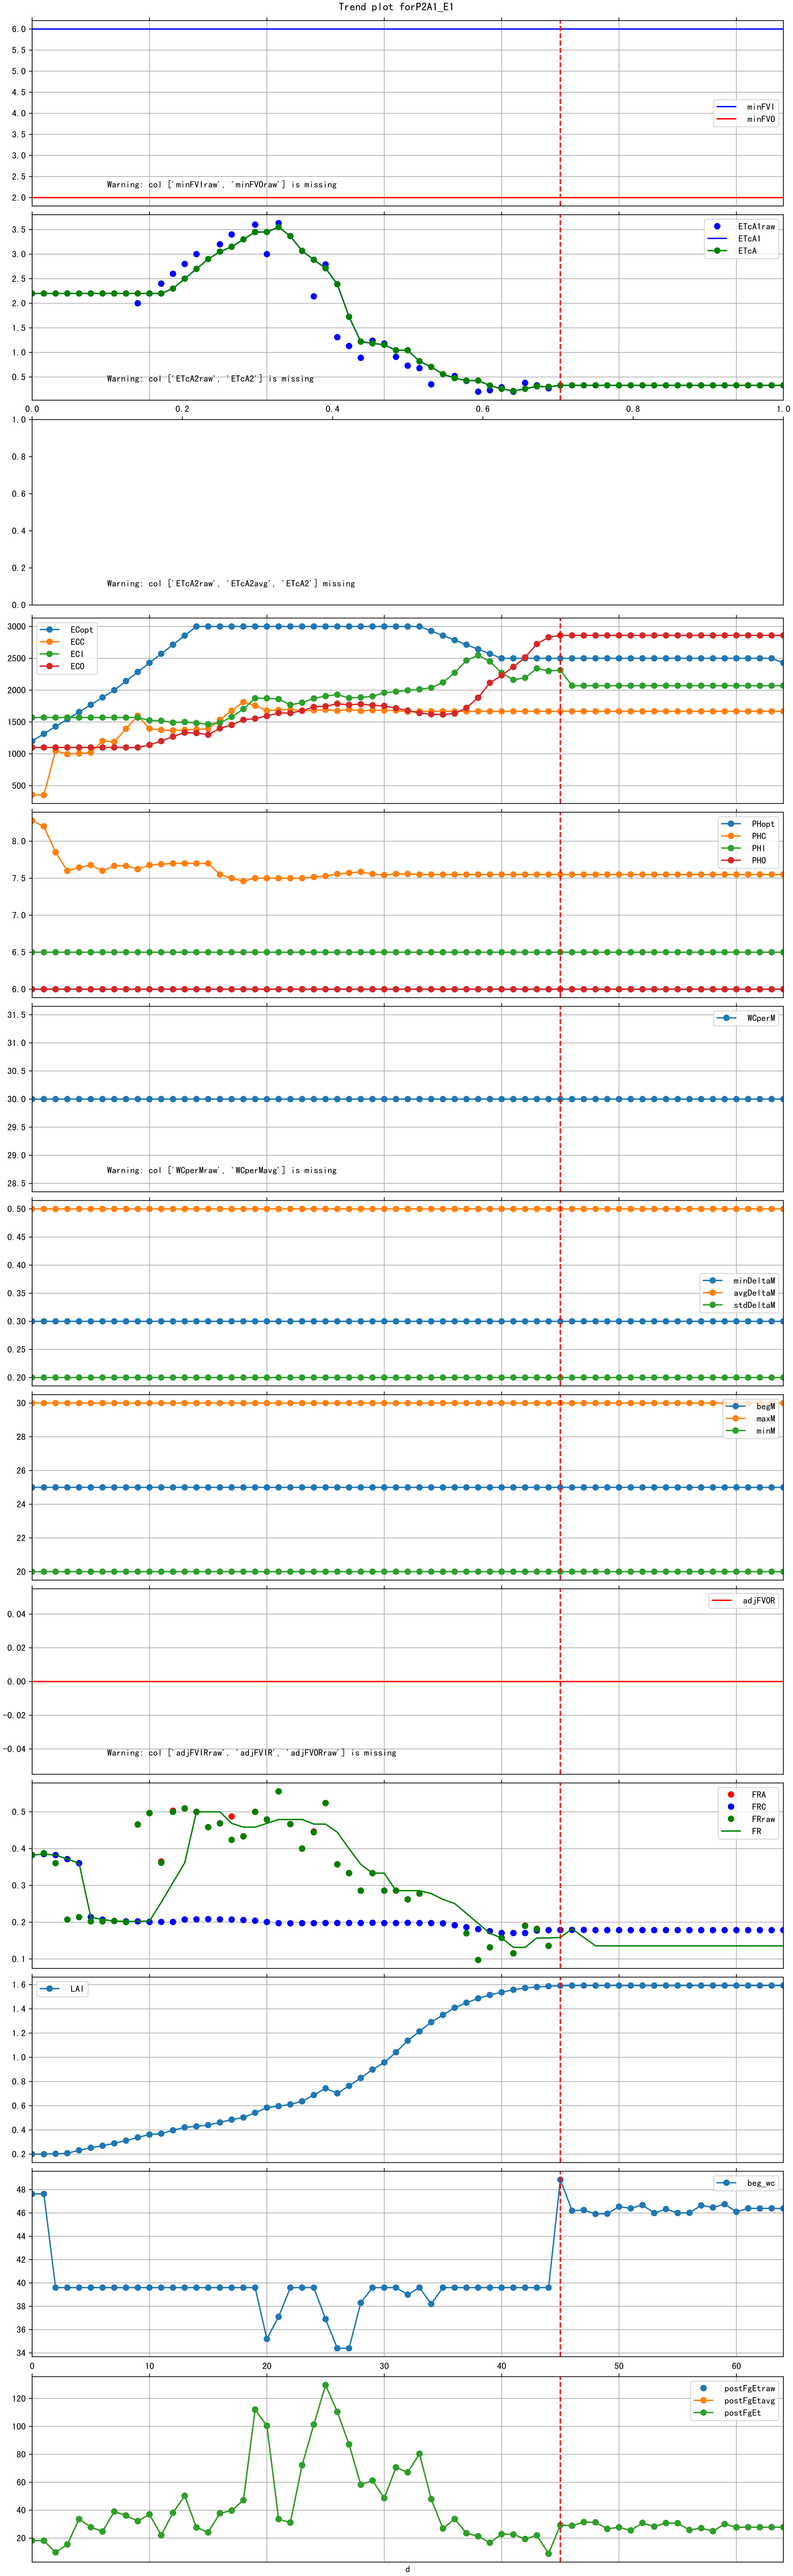 Trend plot forP2A1_E1
6.0
5.5
5.0
4.5
4.0
3.5
3.0
2.5
2.0
minFVI
minFVO
Warning: col ['minFVIraw', 'minFVOraw'] is missing
3.5
3.0
2.5
2.0
1.5
1.0
0.5
ETcA1raw
ETcA1
ETcA
Warning: col ['ETcA2raw', 'ETcA2'] is missing
0.0 0.2 0.4 0.6 0.8 1.0
1.0
0.8
0.6
0.4
0.2
0.0
Warning: col ['ETcA2raw', 'ETcA2avg', 'ETcA2'] missing
3000
2500
2000
1500
1000
500
ECopt
ECC
ECI
ECO
8.0
7.5
7.0
6.5
6.0
PHopt
PHC
PHI
PHO
31.5
31.0
30.5
30.0
29.5
29.0
28.5
WCperM
Warning: col ['WCperMraw', 'WCperMavg'] is missing
0.50
0.45
0.40
0.35
0.30
0.25
0.20
minDeltaM
avgDeltaM
stdDeltaM
30
28
26
24
22
20
begM
maxM
minM
0.04
0.02
0.00
-0.02
-0.04
adjFVOR
Warning: col ['adjFVIRraw', 'adjFVIR', 'adjFVORraw'] is missing
0.5
0.4
0.3
0.2
0.1
FRA
FRC
FRraw
FR
1.6
1.4
1.2
1.0
0.8
0.6
0.4
0.2
LAI
48
46
44
42
40
38
36
34
beg_wc
0 10 20 30 40 50 60
120
100
80
60
40
20
postFgEtraw
postFgEtavg
postFgEt
d